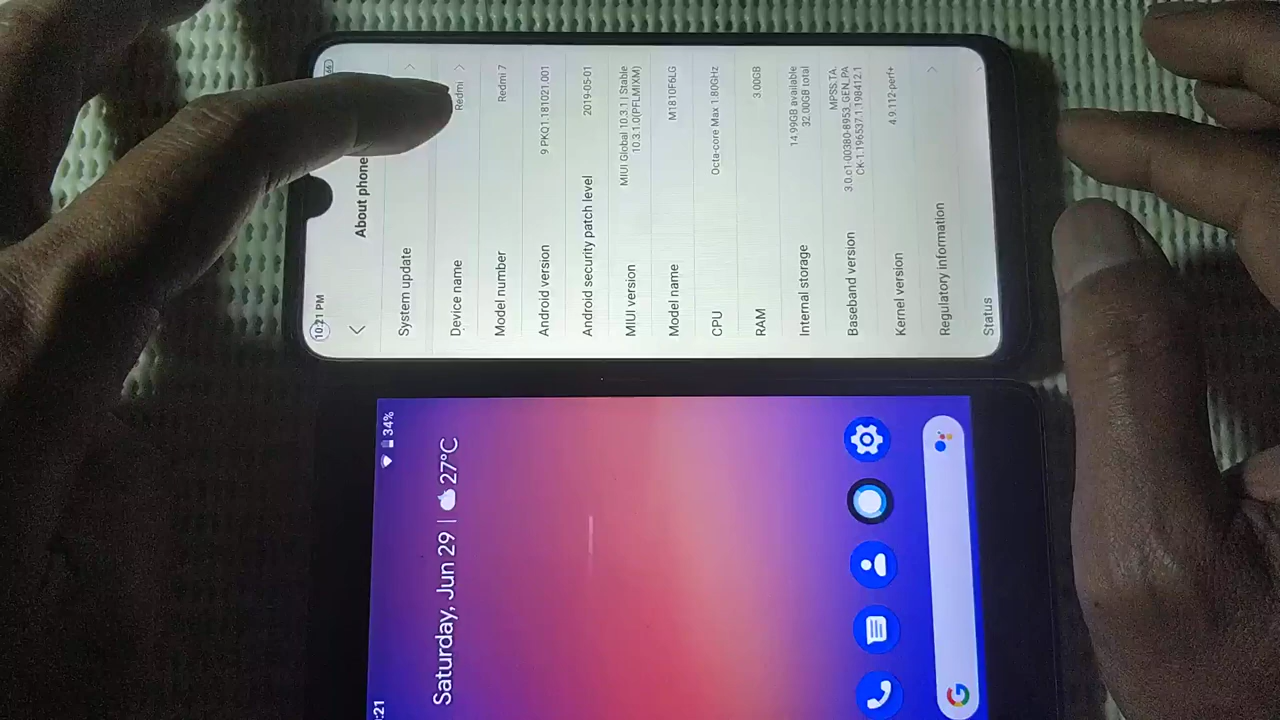 10:21 PM
66
About phone
System update
Device name
Redmi
Model number
Redmi 7
Android version
9 PKQ1.181021.001
Android security patch level
2019-05-01
MIUI version
MIUI Global 10.3.1 | Stable
10.3.1.0(PFLMIXM)
Model name
M1810F6LG
CPU
Octa-core Max 1.80GHz
RAM
3.00GB
Internal storage
14.99GB available
32.00GB total
Baseband version
MPSS.TA.
3.0.c1-00380-8953_GEN_PA
CK-1.196537.1.198412.1
Kernel version
4.9.112-perf+
Regulatory information
Status
:21
34%
Saturday, Jun 29 | 27°C
G